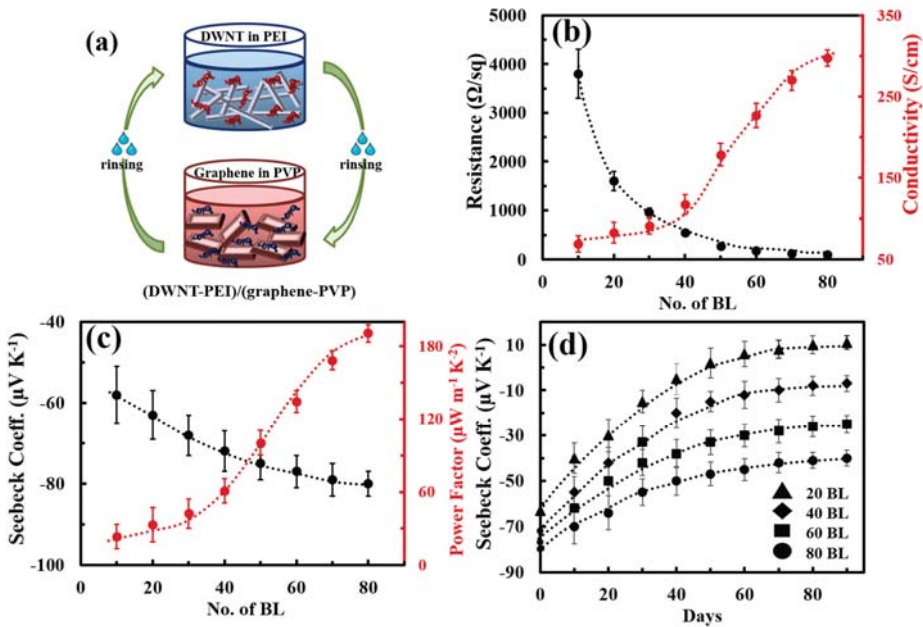 (a)
DWNT in PEI
rinsing
rinsing
Graphene in PVP
(DWNT-PEI)/(graphene-PVP)
(b)
Resistance (Ω/sq)
5000
4000
3000
2000
1000
0
Conductivity (S/cm)
350
250
150
50
0 20 40 60 80
No. of BL
(c)
Seebeck Coeff. (μV K⁻¹)
-40
-60
-80
-100
Power Factor (μW m⁻¹ K⁻²)
180
120
60
0
0 20 40 60 80
No. of BL
(d)
Seebeck Coeff. (μV K⁻¹)
10
-10
-30
-50
-70
-90
20 BL
40 BL
60 BL
80 BL
0 20 40 60 80
Days